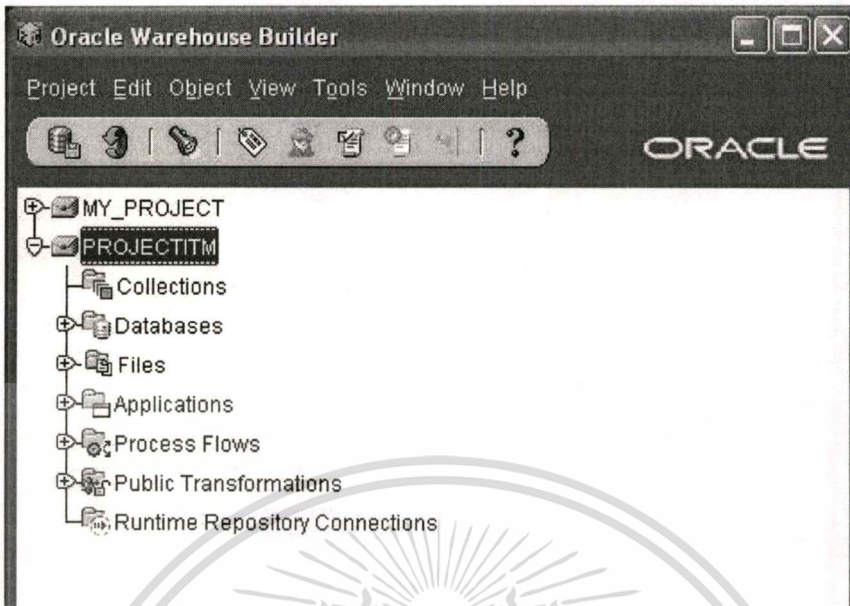 Oracle Warehouse Builder
Project Edit Object View Tools Window Help
ORACLE
MY_PROJECT
PROJECTITM
Collections
Databases
Files
Applications
Process Flows
Public Transformations
Runtime Repository Connections